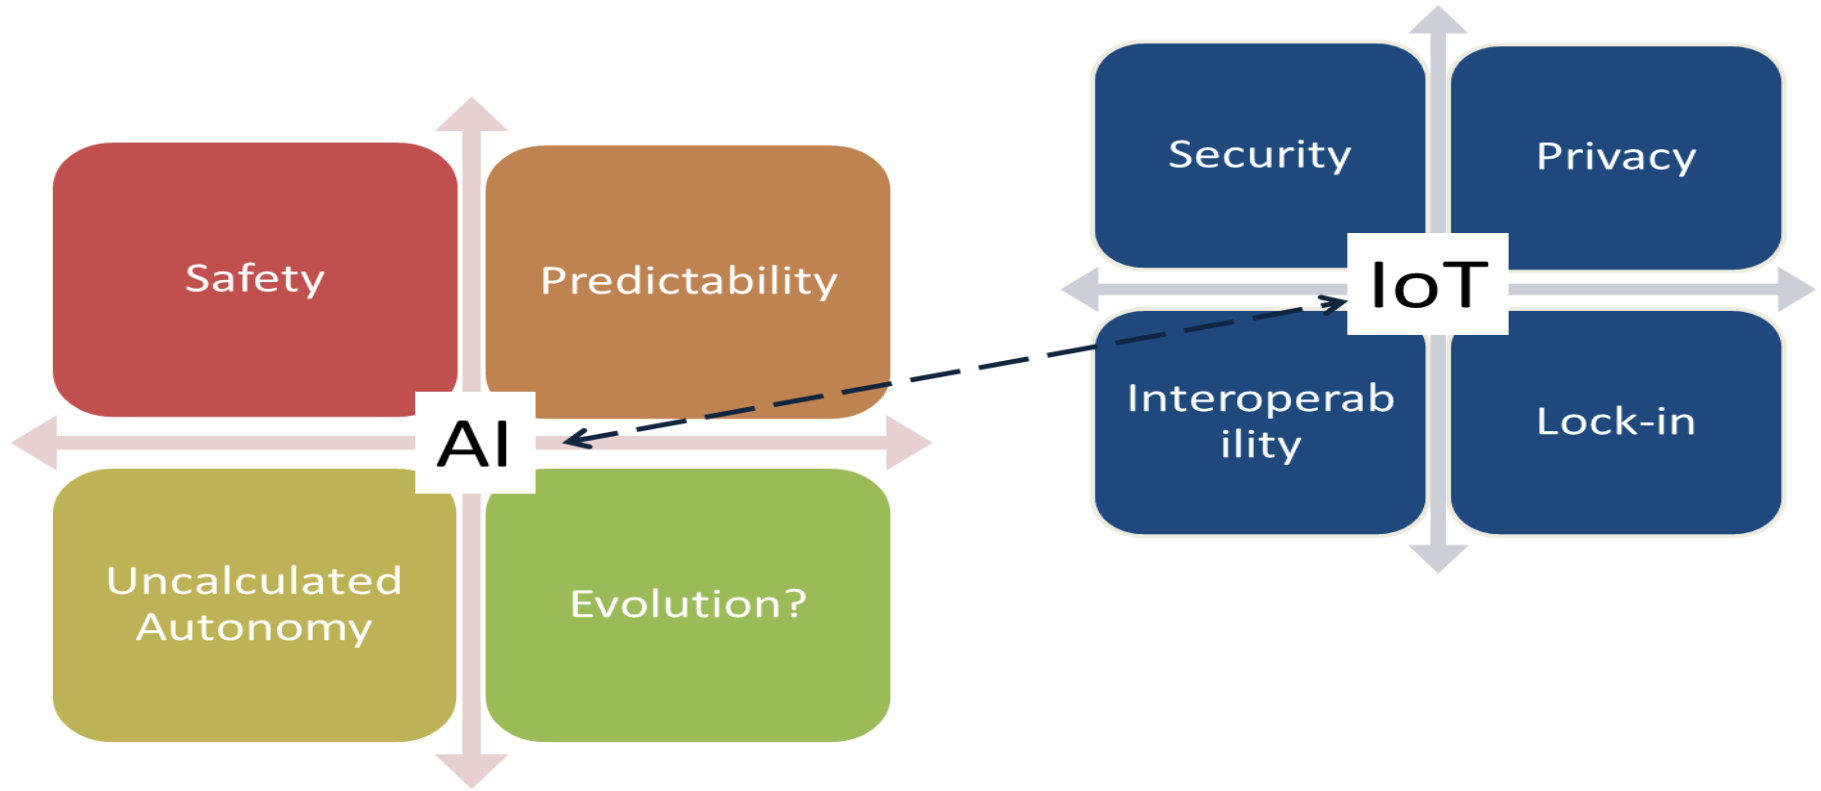 Safety
Predictability
AI
Uncalculated
Autonomy
Evolution?
Security
Privacy
IoT
Interoperab
ility
Lock-in